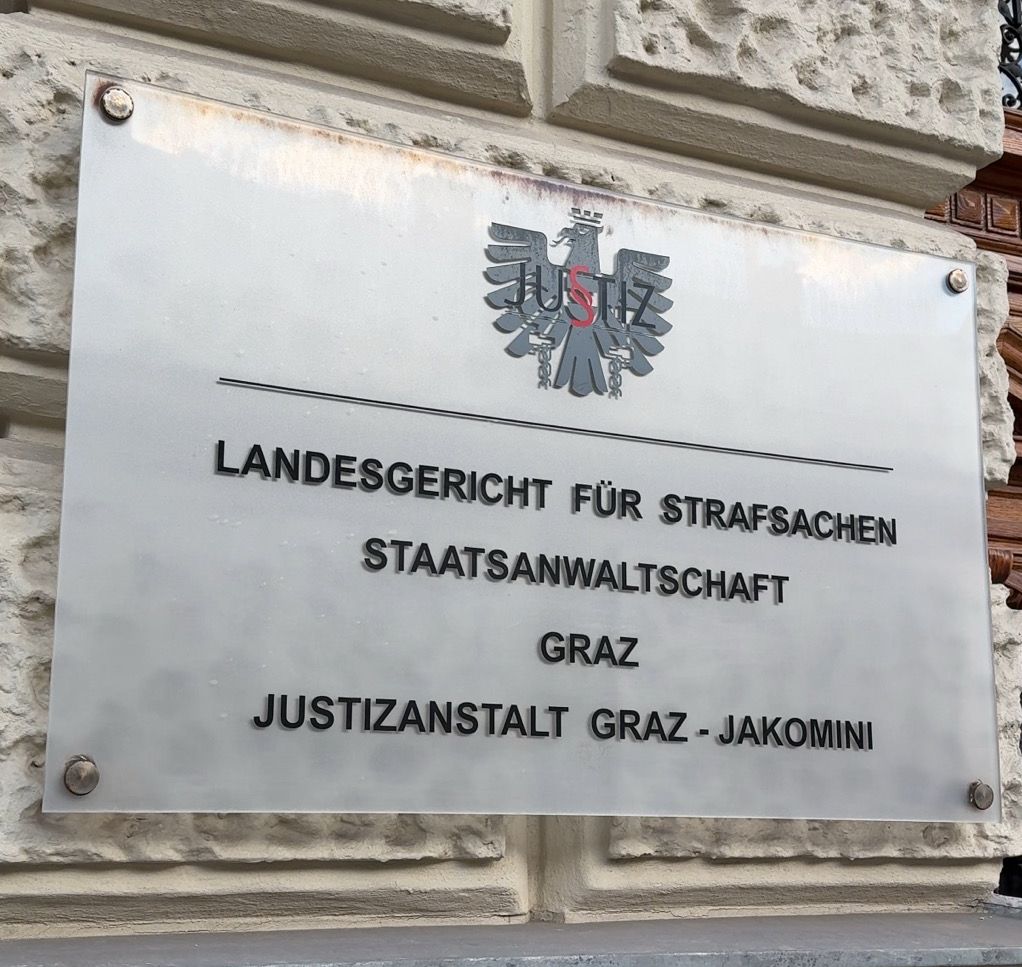 JUSTIZ
LANDESGERICHT FÜR STRAFSACHEN
STAATSANWALTSCHAFT
GRAZ
JUSTIZANSTALT GRAZ - JAKOMINI